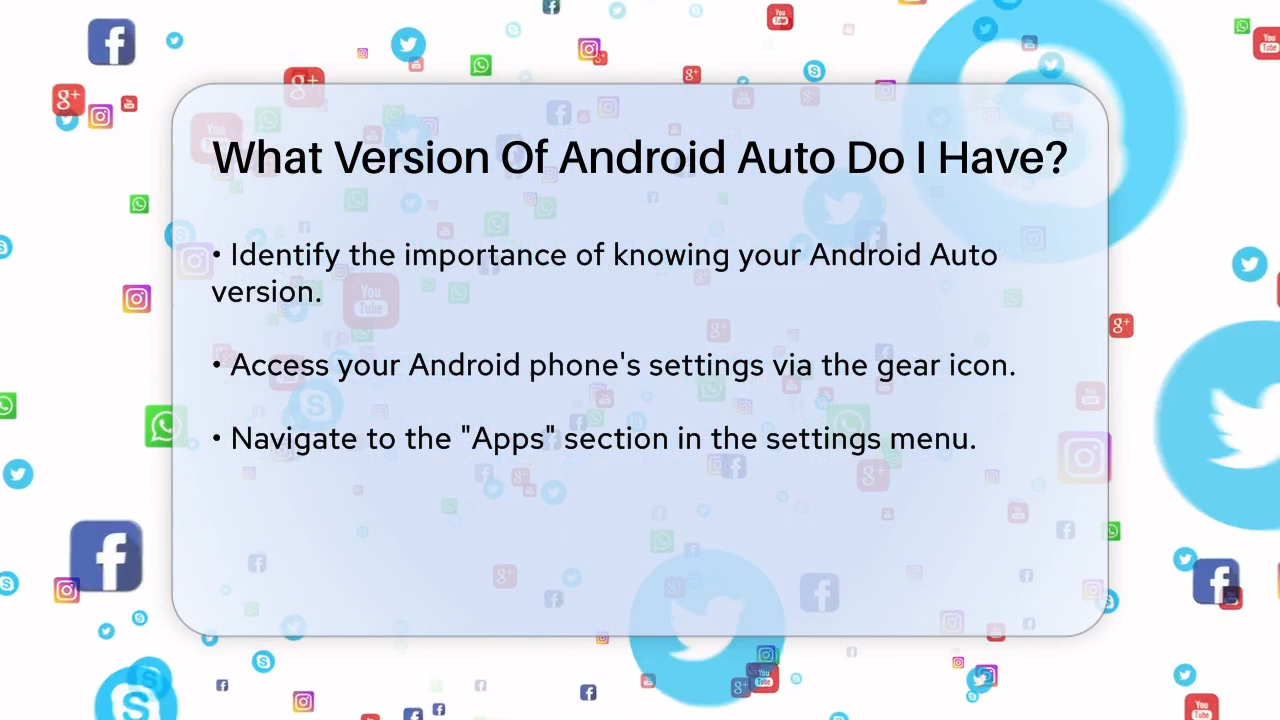 What Version Of Android Auto Do I Have?
• Identify the importance of knowing your Android Auto
version.
• Access your Android phone's settings via the gear icon.
• Navigate to the "Apps" section in the settings menu.